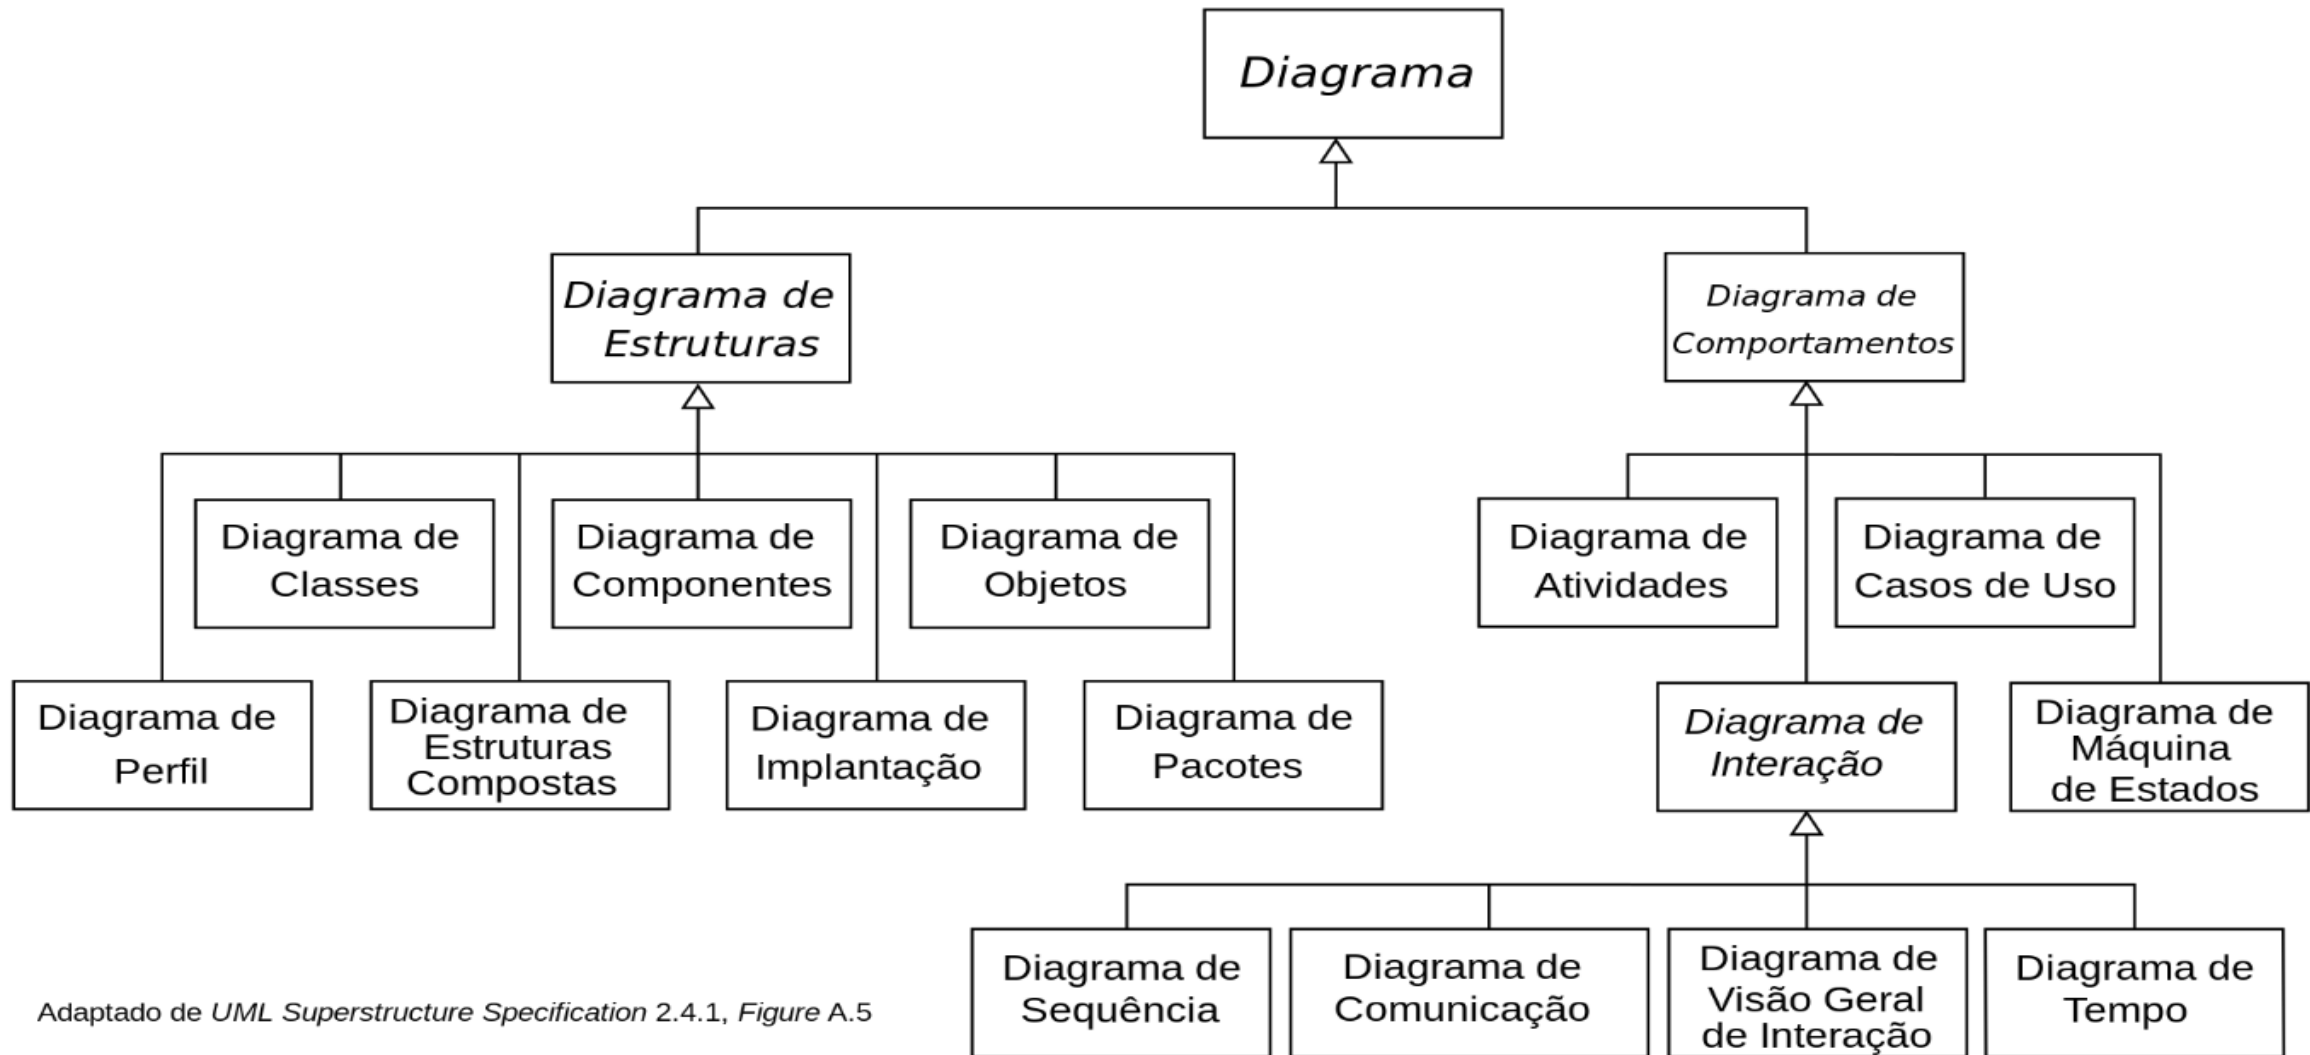 Diagrama
Diagrama de
Estruturas
Diagrama de
Comportamentos
Diagrama de
Classes
Diagrama de
Componentes
Diagrama de
Objetos
Diagrama de
Atividades
Diagrama de
Casos de Uso
Diagrama de
Perfil
Diagrama de
Estruturas
Compostas
Diagrama de
Implantação
Diagrama de
Pacotes
Diagrama de
Interação
Diagrama de
Máquina
de Estados
Diagrama de
Sequência
Diagrama de
Comunicação
Diagrama de
Visão Geral
de Interação
Diagrama de
Tempo
Adaptado de UML Superstructure Specification 2.4.1, Figure A.5